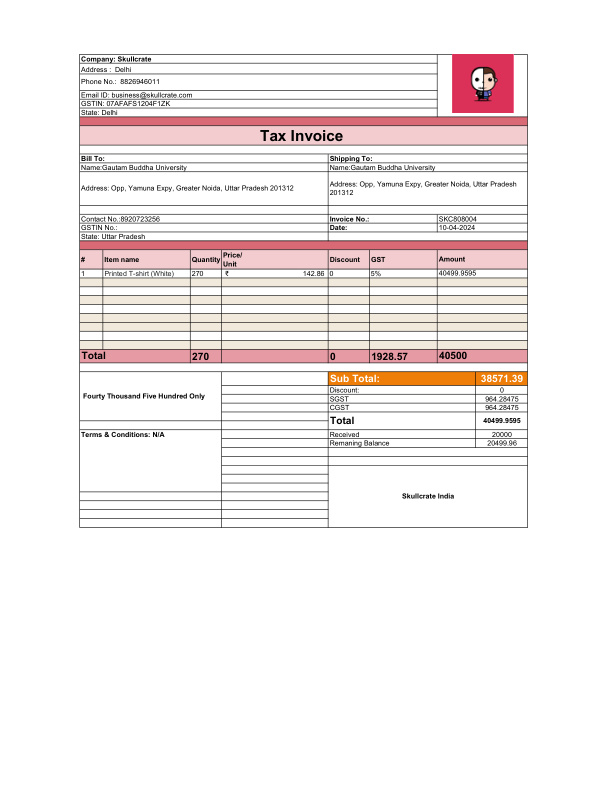 Company: Skullcrate
Address :  Delhi
Phone No.:  8826946011
Email ID: business@skullcrate.com
GSTIN: 07AFAFS1204F1ZK
State: Delhi
Tax Invoice
Bill To: Shipping To:
Name:Gautam Buddha University Name:Gautam Buddha University
Address: Opp, Yamuna Expy, Greater Noida, Uttar Pradesh 201312
Address: Opp, Yamuna Expy, Greater Noida, Uttar Pradesh
201312
Contact No.:8920723256 Invoice No.: SKC808004
GSTIN No.: Date: 10-04-2024
State: Uttar Pradesh
# Item name Quantity Price/
Unit Discount GST Amount
1 Printed T-shirt (White) 270 ₹ 142.86 0 5% 40499.9595
Total 270 0 1928.57 40500
Sub Total: 38571.39
Discount: 0
Fourty Thousand Five Hundred Only
SGST 964.28475
CGST 964.28475
Total 40499.9595
Terms & Conditions: N/A Received 20000
Remaning Balance 20499.96
Skullcrate India